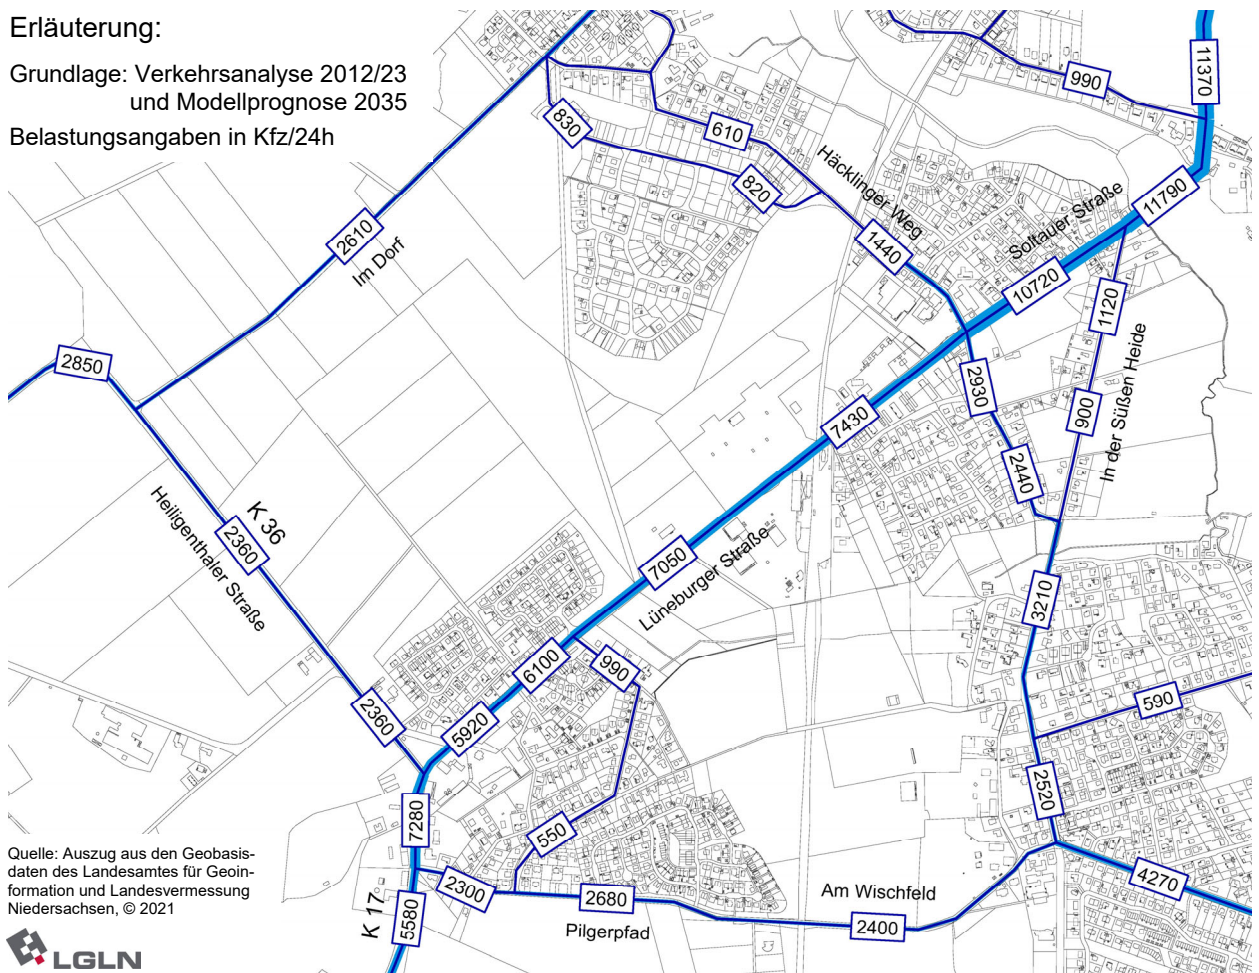 Erläuterung:
Grundlage: Verkehrsanalyse 2012/23
und Modellprognose 2035
Belastungsangaben in Kfz/24h
11370
990
830
610
820
Häcklinger Weg
1440
11790
Soltauer Straße
10720
2610
Im Dorf
1120
2850
2930
900
In der Süßen Heide
7430
2440
K 36
2360
Heiligenthaler Straße
7050
Lüneburger Straße
3210
6100
990
590
2360
5920
2520
7280
550
4270
2300
2680
Am Wischfeld
2400
Pilgerpfad
K 17
5580
Quelle: Auszug aus den Geobasis-
daten des Landesamtes für Geoin-
formation und Landesvermessung
Niedersachsen, © 2021
LGLN